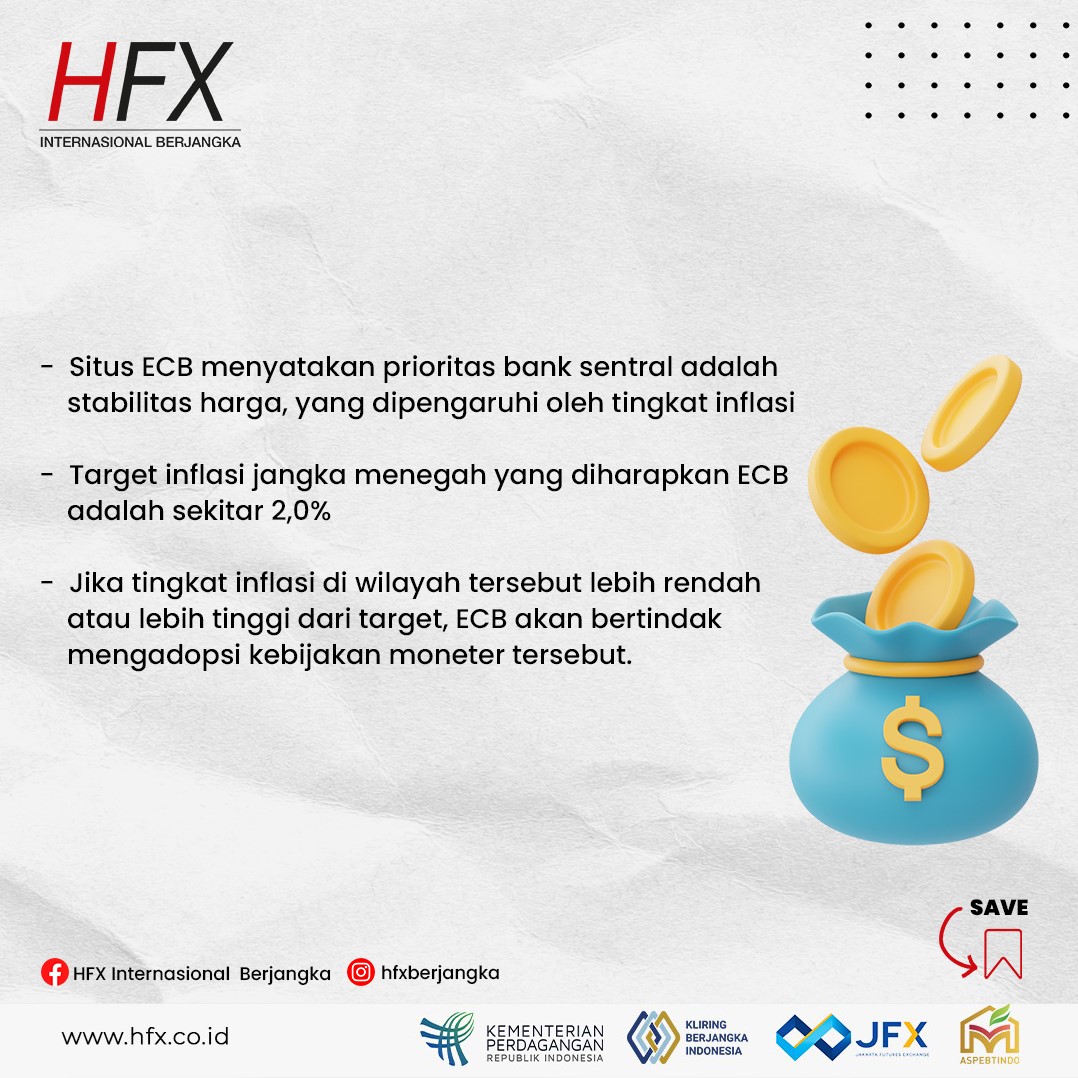 HFX
INTERNASIONAL BERJANGKA
- Situs ECB menyatakan prioritas bank sentral adalah
stabilitas harga, yang dipengaruhi oleh tingkat inflasi
- Target inflasi jangka menegah yang diharapkan ECB
adalah sekitar 2,0%
- Jika tingkat inflasi di wilayah tersebut lebih rendah
atau lebih tinggi dari target, ECB akan bertindak
mengadopsi kebijakan moneter tersebut.
$
SAVE
HFX Internasional Berjangka hfxberjangka
www.hfx.co.id
KEMENTERIAN
PERDAGANGAN
REPUBLIK INDONESIA
KLIRING
BERJANGKA
INDONESIA
JFX
JAKARTA FUTURES EXCHANGE
ASPEBTINDO